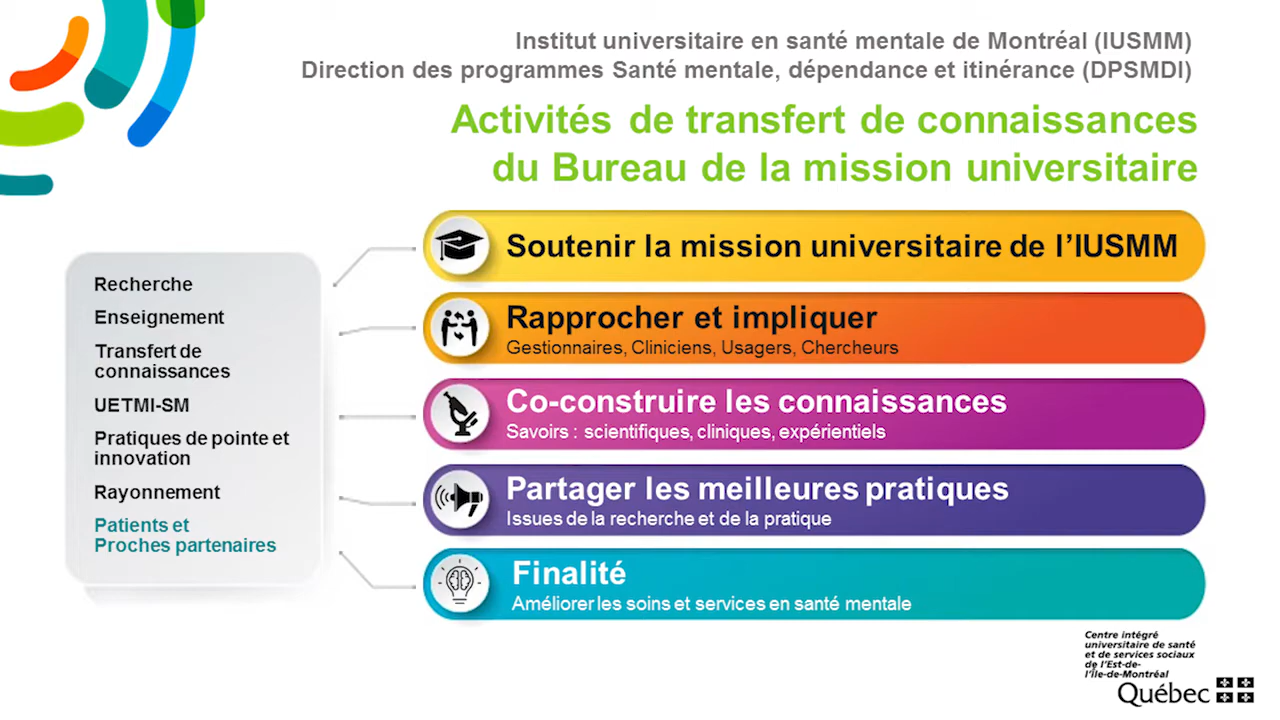 Institut universitaire en santé mentale de Montréal (IUSMM)
Direction des programmes Santé mentale, dépendance et itinérance (DPSMDI)
Activités de transfert de connaissances
du Bureau de la mission universitaire
Recherche
Enseignement
Transfert de
connaissances
UETMI-SM
Pratiques de pointe et
innovation
Rayonnement
Patients et
Proches partenaires
Soutenir la mission universitaire de l’IUSMM
Rapprocher et impliquer
Gestionnaires, Cliniciens, Usagers, Chercheurs
Co-construire les connaissances
Savoirs : scientifiques, cliniques, expérientiels
Partager les meilleures pratiques
Issues de la recherche et de la pratique
Finalité
Améliorer les soins et services en santé mentale
Centre intégré
universitaire de santé
et de services sociaux
de l'Est-de-
l'Île-de-Montréal
Québec